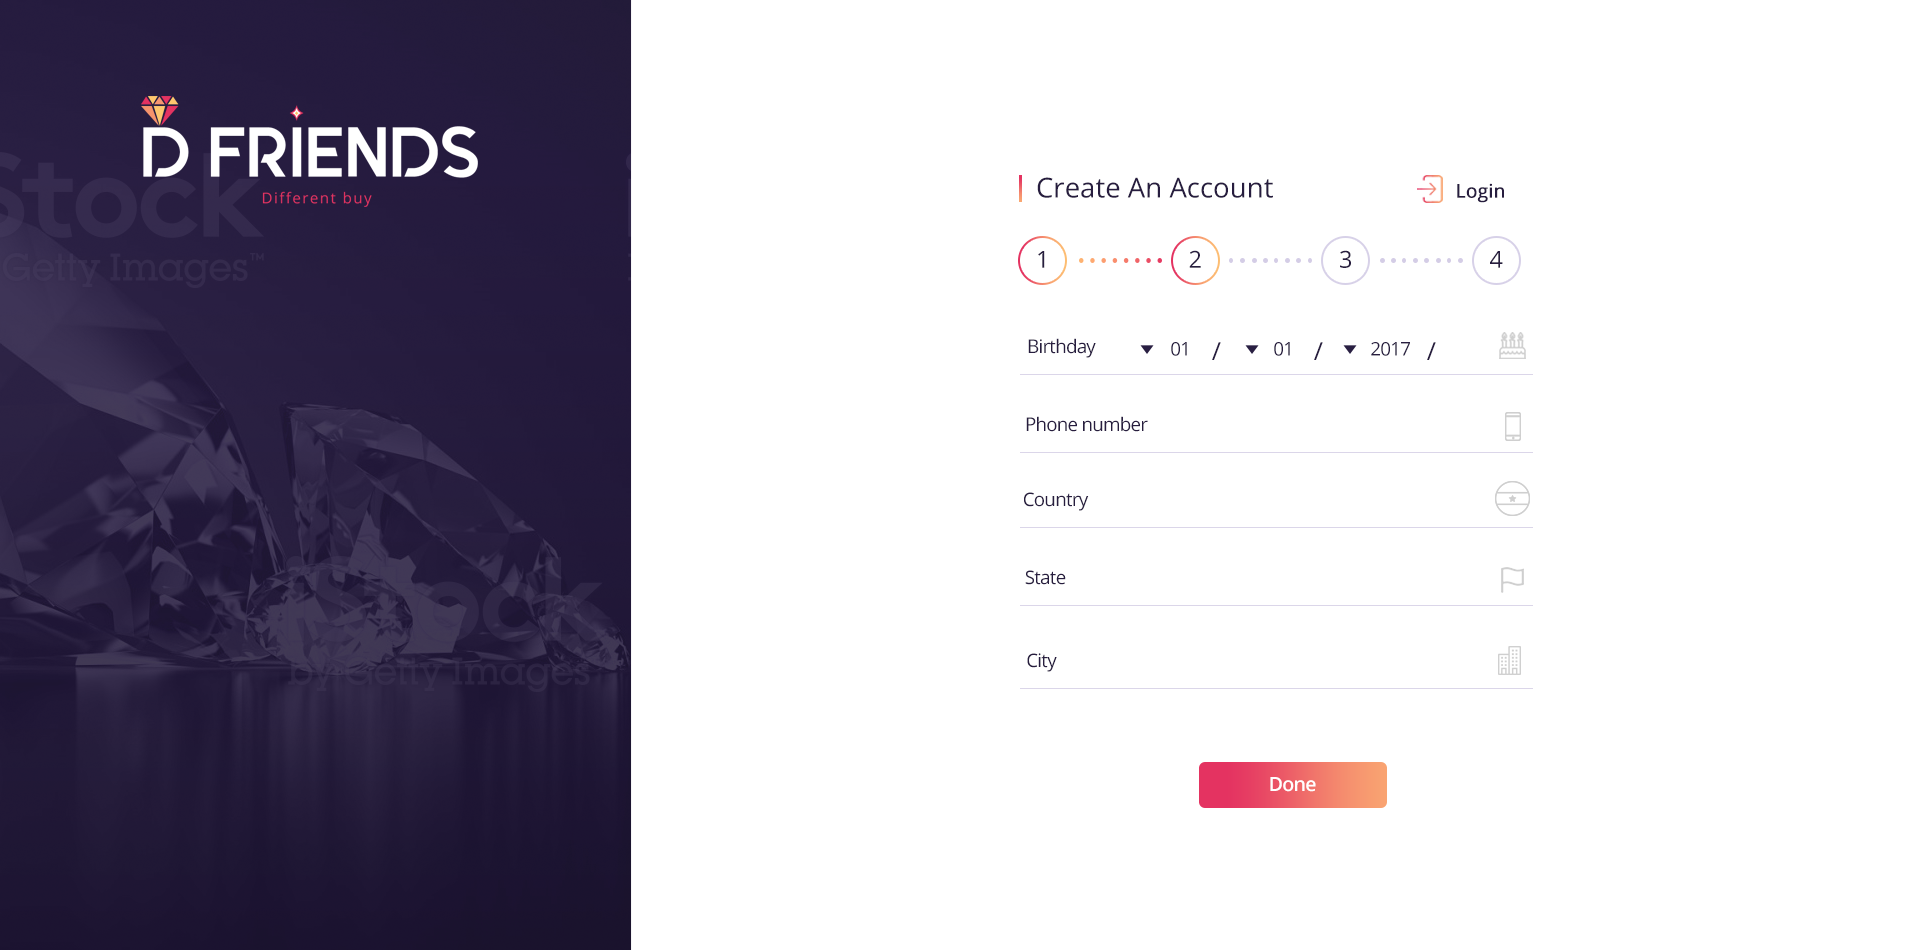 D FRIENDS
Different buy
iStock
Getty Images™
iStock
by Getty Images
Create An Account
Login
1 2 3 4
Birthday 01 / 01 / 2017 /
Phone number
Country
State
City
Done